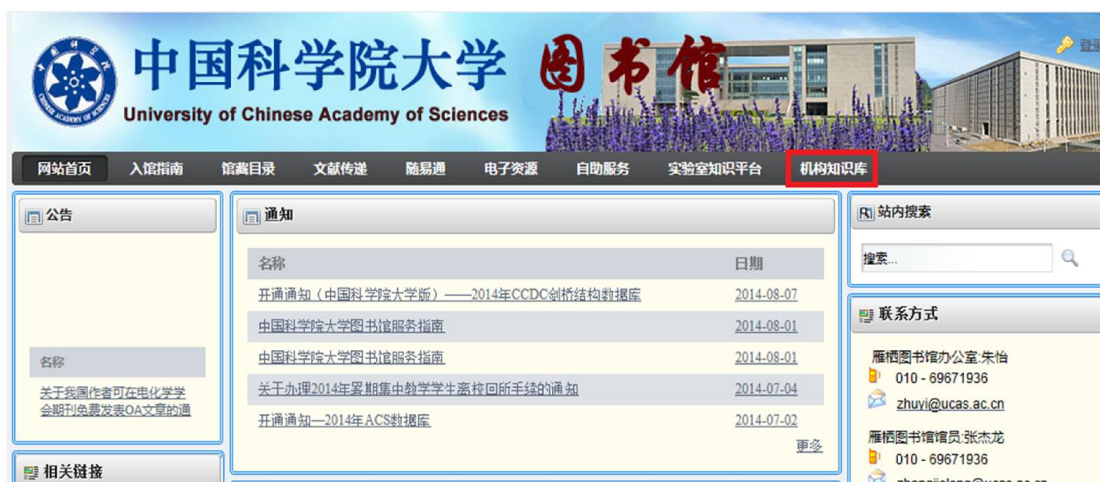 中国科学院大学 图书馆
University of Chinese Academy of Sciences
网站首页 入馆指南 馆藏目录 文献传递 随易通 电子资源 自助服务 实验室知识平台 机构知识库
公告
名称
关于我国作者可在电化学学
会期刊免费发表OA文章的通
相关链接
通知
名称 日期
开通通知（中国科学院大学版）——2014年CCDC剑桥结构数据库 2014-08-07
中国科学院大学图书馆服务指南 2014-08-01
中国科学院大学图书馆服务指南 2014-08-01
关于办理2014年暑期集中教学学生离校回所手续的通知 2014-07-04
开通通知—2014年ACS数据库 2014-07-02
更多
站内搜索
搜索...
联系方式
雁栖图书馆办公室:朱怡
010 - 69671936
zhuyi@ucas.ac.cn
雁栖图书馆馆员:张杰龙
010 - 69671936